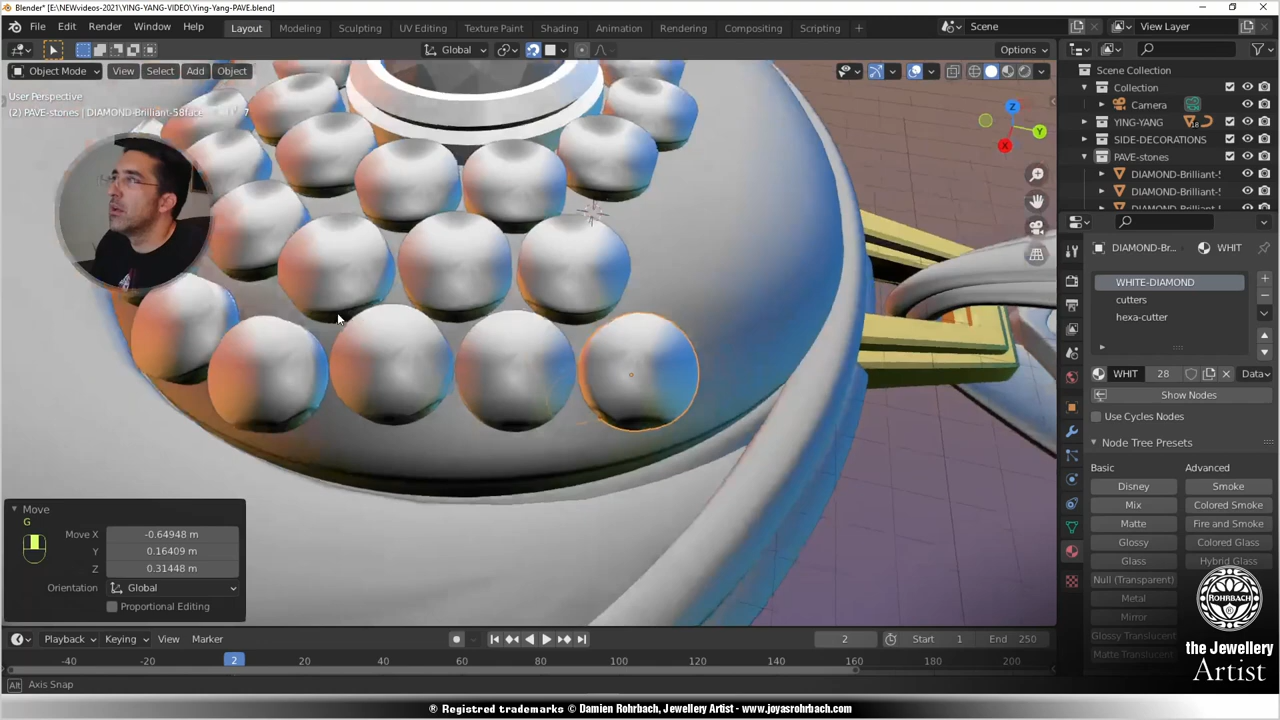 Blender* [E:\NEWvideos-2021\YING-YANG-VIDEO\Ying-Yang-PAVE.blend]
File Edit Render Window Help
Layout Modeling Sculpting UV Editing Texture Paint Shading Animation Rendering Compositing Scripting +
Scene
View Layer
Global
Options
Object Mode View Select Add Object
User Perspective
(2) PAVE-stones | DIAMOND-Brilliant-58face
Z
Y
X
Scene Collection
Collection
Camera
YING-YANG
SIDE-DECORATIONS
PAVE-stones
DIAMOND-Brilliant-
DIAMOND-Brilliant-
DIAMOND-Brilliant-
DIAMOND-Br... WHIT
WHITE-DIAMOND
cutters
hexa-cutter
WHIT 28 Data
Show Nodes
Use Cycles Nodes
Node Tree Presets
Basic Advanced
Disney Smoke
Mix Colored Smoke
Matte Fire and Smoke
Glossy Colored Glass
Glass Hybrid Glass
Null (Transparent)
Metal
Mirror
Glossy Translucent
Matte Translucent
Move
G
Move X -0.64948 m
Y 0.16409 m
Z 0.31448 m
Orientation Global
Proportional Editing
Playback Keying View Marker
2 Start 1 End 250
-40 -20 2 20 40 60 80 100 120 140 160 180 200
Alt Axis Snap
ROHRBACH
the Jewellery
Artist
® Registered trademarks © Damien Rohrbach, Jewellery Artist - www.joyasrohrbach.com